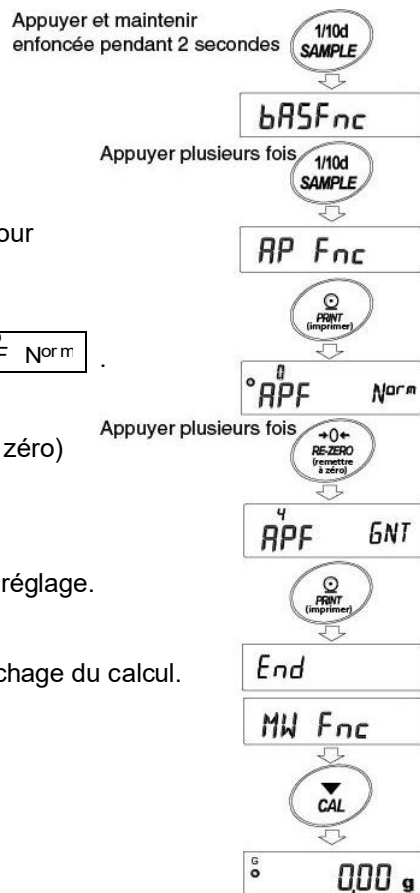 Appuyer et maintenir
enfoncée pendant 2 secondes
1/10d
SAMPLE
bASFnc
Appuyer plusieurs fois
1/10d
SAMPLE
our
AP Fnc
PRINT
(imprimer)
F Norm .
0
APF Norm
Appuyer plusieurs fois
→0←
RE-ZERO
(remettre
à zéro)
zéro)
4
APF GNT
réglage.
PRINT
(imprimer)
chage du calcul.
End
MW Fnc
CAL
G
0.00 g